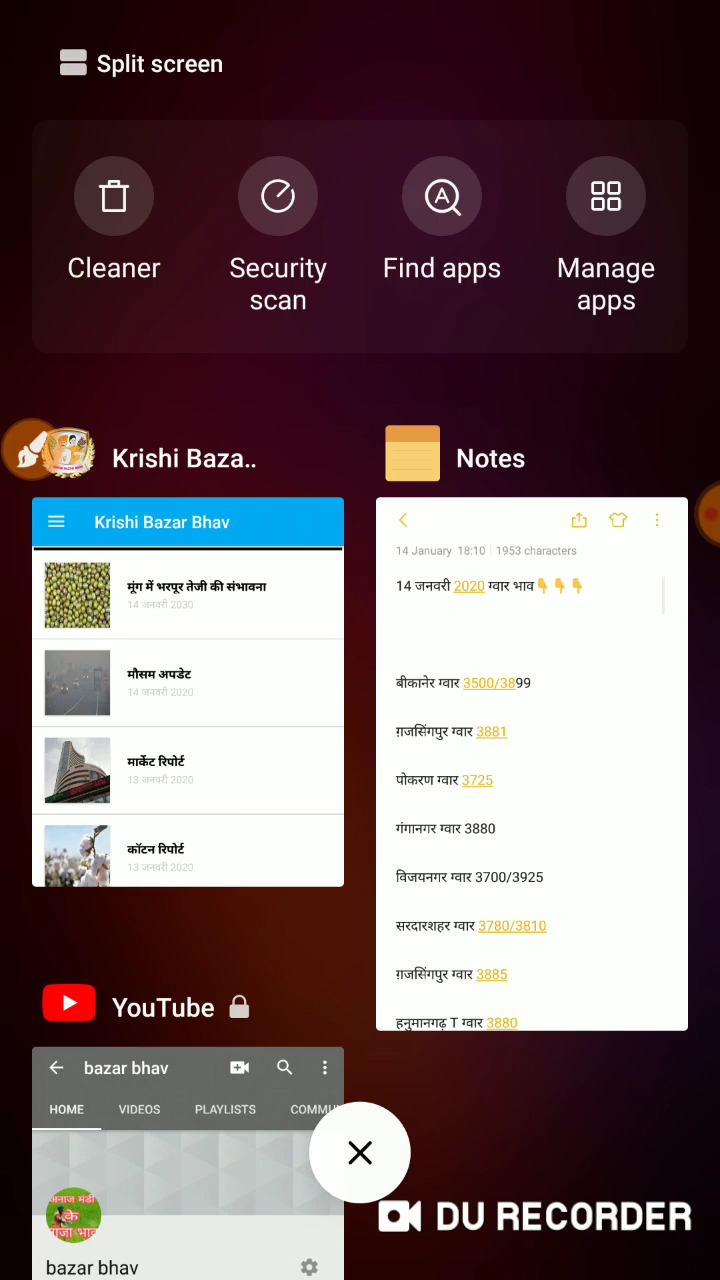 Split screen
Cleaner
Security scan
Find apps
Manage apps
Krishi Baza..
Krishi Bazar Bhav
मूंग में भरपूर तेजी की संभावना
14 जनवरी 2030
मौसम अपडेट
14 जनवरी 2020
मार्केट रिपोर्ट
13 जनवरी 2020
कॉटन रिपोर्ट
13 जनवरी 2020
Notes
14 January 18:10 | 1953 characters
14 जनवरी 2020 ग्वार भाव👇👇👇
बीकानेर ग्वार 3500/3899
ग़जसिंगपुर ग्वार 3881
पोकरण ग्वार 3725
गंगानगर ग्वार 3880
विजयनगर ग्वार 3700/3925
सरदारशहर ग्वार 3780/3810
ग़जसिंगपुर ग्वार 3885
हनुमानगढ़ T ग्वार 3880
YouTube
bazar bhav
HOME VIDEOS PLAYLISTS COMMU
अनाज मंडी
के
bazar bhav
DU RECORDER